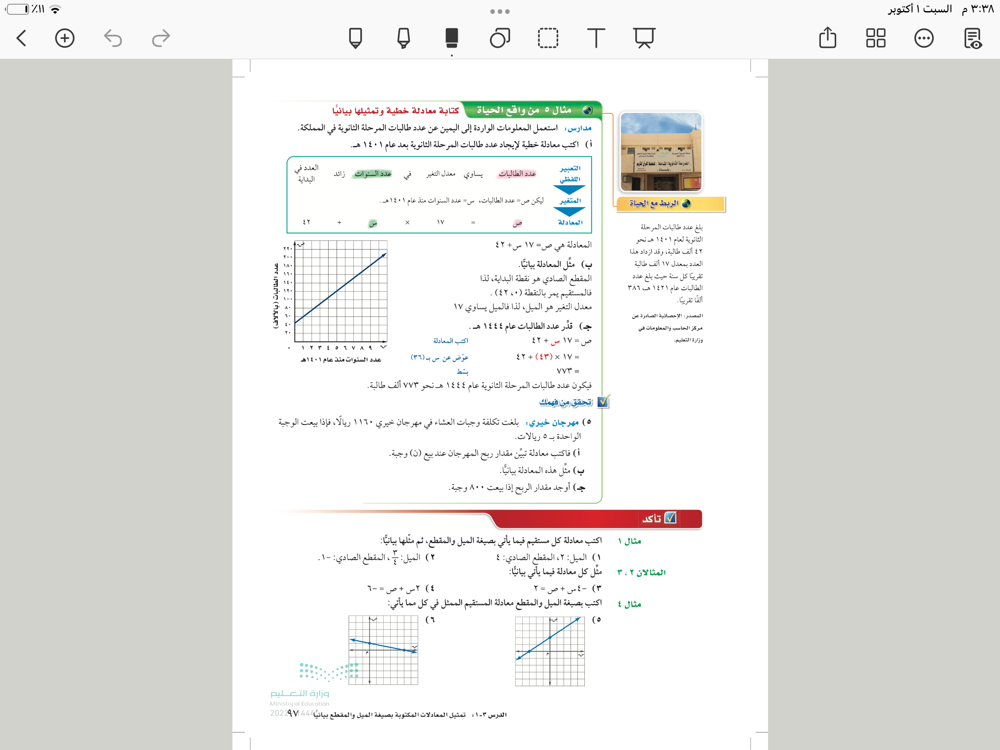 ٣:٣٨ م السبت ١ أكتوبر
٪١١
مثال ٥ من واقع الحياة كتابة معادلة خطية وتمثيلها بيانيًّا
مدارس: استعمل المعلومات الواردة إلى اليمين عن عدد طالبات المرحلة الثانوية في المملكة.
أ) اكتب معادلة خطية لإيجاد عدد طالبات المرحلة الثانوية بعد عام ١٤٠١ هـ.
التعبير اللفظي
عدد الطالبات يساوي معدل التغير في عدد السنوات زائد العدد في البداية
المتغير
ليكن ص= عدد الطالبات، س= عدد السنوات منذ عام ١٤٠١هـ .
المعادلة
ص = ١٧ × س + ٤٢
المعادلة هي ص= ١٧ س+ ٤٢
ب) مثِّل المعادلة بيانيًّا.
المقطع الصادي هو نقطة البداية، لذا
فالمستقيم يمر بالنقطة (٠، ٤٢) .
معدل التغير هو الميل، لذا فالميل يساوي ١٧
جـ) قدِّر عدد الطالبات عام ١٤٤٤ هـ .
ص = ١٧ س + ٤٢ اكتب المعادلة
= ١٧ × (٤٣) + ٤٢ عوّض عن س بـ (٣٦)
= ٧٧٣ بسّط
فيكون عدد طالبات المرحلة الثانوية عام ١٤٤٤ هـ نحو ٧٧٣ ألف طالبة.
ص
٢٢٠
٢٠٠
١٨٠
١٦٠
١٤٠
١٢٠
١٠٠
٨٠
٦٠
٤٠
٢٠
٠ ١ ٢ ٣ ٤ ٥ ٦ ٧ ٨ ٩ س
عدد الطالبات (بالآلاف)
عدد السنوات منذ عام ١٤٠١هـ
المدرسة الثانوية الثامنة لتحفيظ القرآن الكريم
الربط مع الحياة
بلغ عدد طالبات المرحلة
الثانوية لعام ١٤٠١ هـ نحو
٤٢ ألف طالبة، وقد ازداد هذا
العدد بمعدل ١٧ ألف طالبة
تقريبًا كل سنة حيث بلغ عدد
الطالبات عام ١٤٢١ هـ، ٣٨٦
ألفًا تقريبًا.
المصدر: الإحصائية الصادرة عن
مركز الحاسب والمعلومات في
وزارة التعليم.
تحقق من فهمك
٥) مهرجان خيري: بلغت تكلفة وجبات العشاء في مهرجان خيري ١١٦٠ ريالًا، فإذا بيعت الوجبة
الواحدة بـ ٥ ريالات.
أ) فاكتب معادلة تبيِّن مقدار ربح المهرجان عند بيع (ن) وجبة.
ب) مثِّل هذه المعادلة بيانيًّا.
جـ) أوجد مقدار الربح إذا بيعت ٨٠٠ وجبة.
تأكد
مثال ١ اكتب معادلة كل مستقيم فيما يأتي بصيغة الميل والمقطع، ثم مثّلها بيانيًّا:
١) الميل: ٢، المقطع الصادي: ٤ ٢) الميل: ٣/٤ ، المقطع الصادي: -١.
المثالان ٢ ، ٣ مثِّل كل معادلة فيما يأتي بيانيًّا:
٣) -٤س + ص = ٢ ٤) ٢س + ص = -٦
مثال ٤ اكتب بصيغة الميل والمقطع معادلة المستقيم الممثل في كل مما يأتي:
٥) ٦)
ص م س
ص م س
وزارة التعليم
Ministry of Education
2022 - 1444
الدرس ٣-١: تمثيل المعادلات المكتوبة بصيغة الميل والمقطع بيانيًا ٩٧